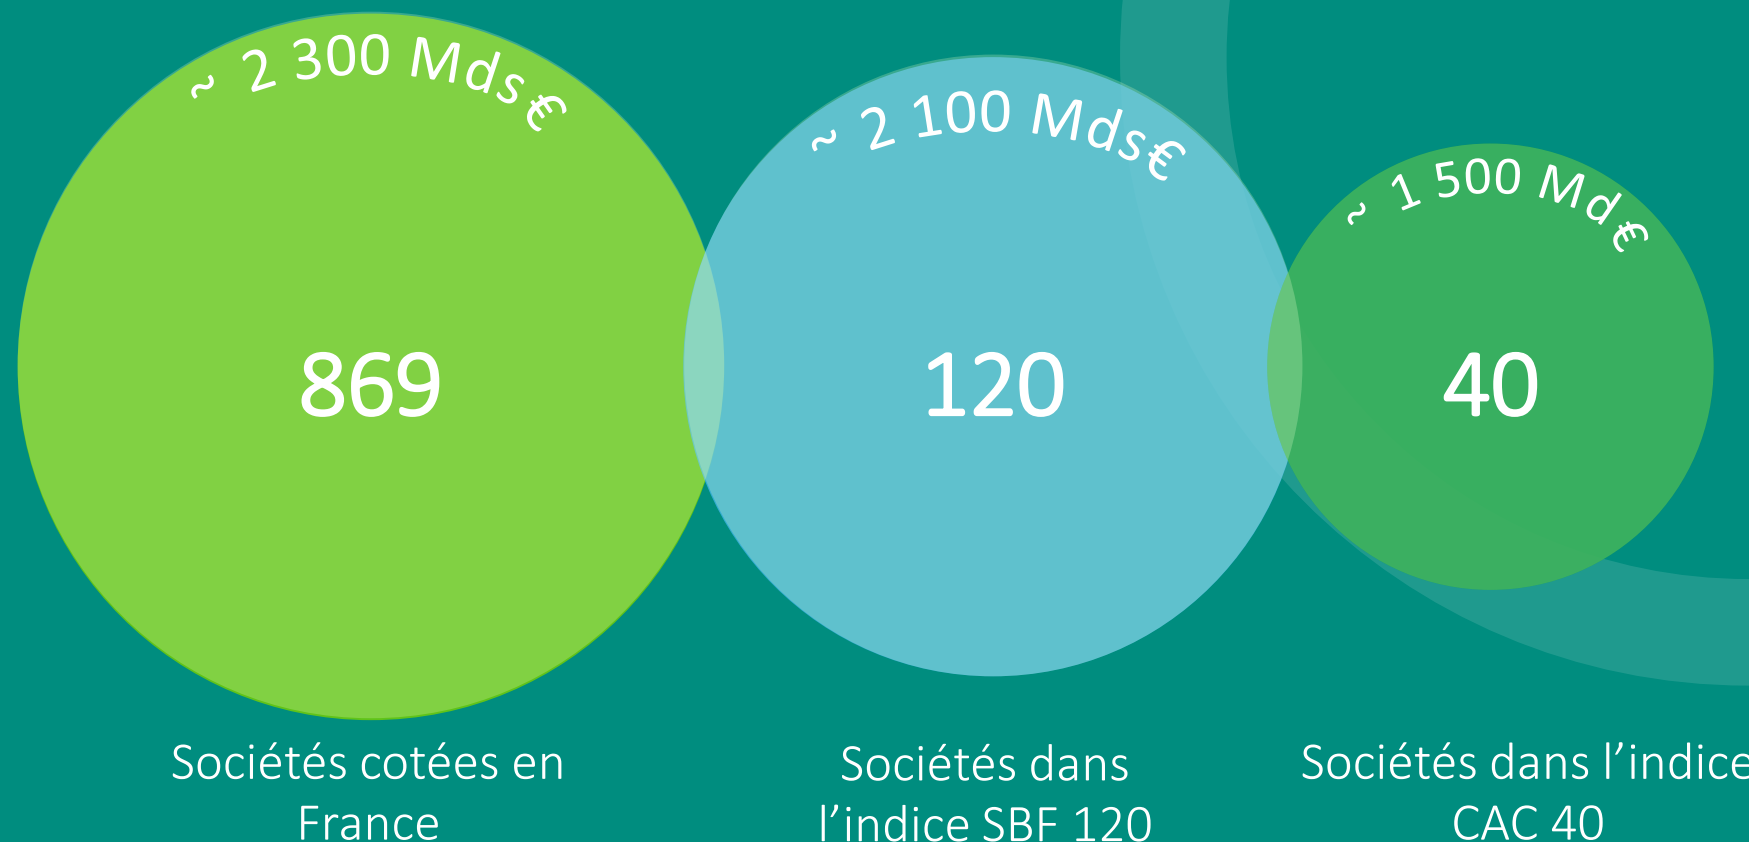 ~ 2 300 Mds€
869
Sociétés cotées en
France
~ 2 100 Mds€
120
Sociétés dans
l’indice SBF 120
~ 1 500 Md€
40
Sociétés dans l’indice
CAC 40